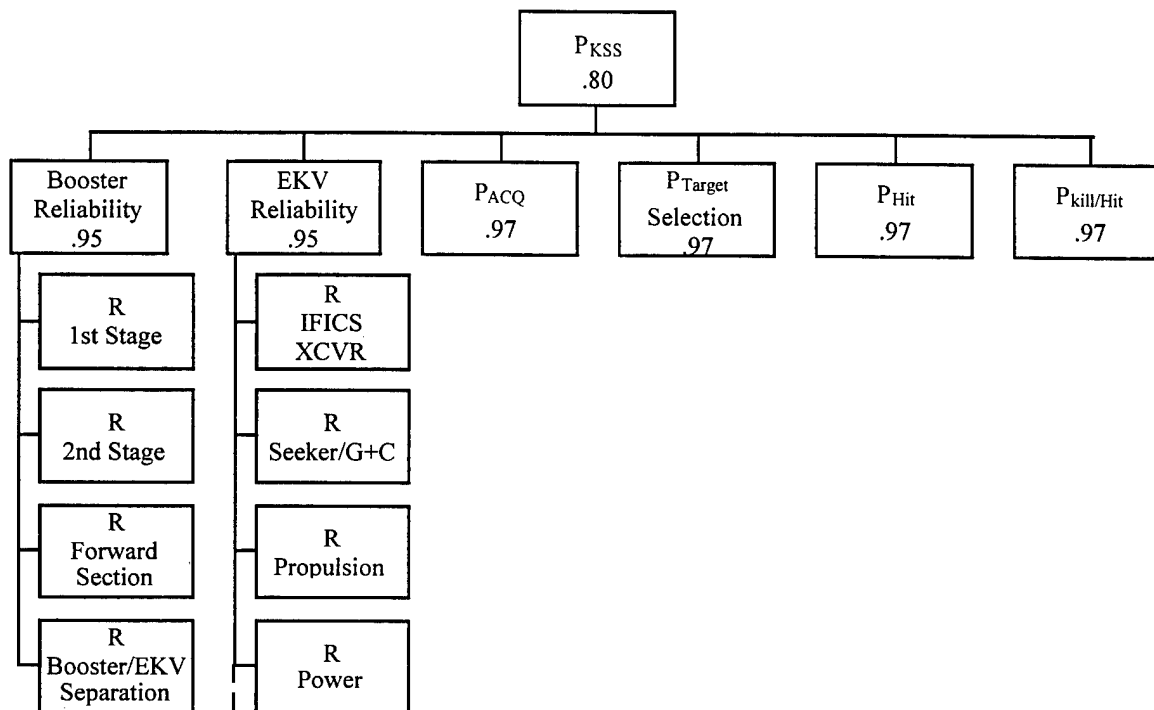 PKSS
.80
Booster
Reliability
.95
EKV
Reliability
.95
PACQ
.97
PTarget
Selection
.97
PHit
.97
Pkill/Hit
.97
R
1st Stage
R
2nd Stage
R
Forward
Section
R
Booster/EKV
Separation
R
IFICS
XCVR
R
Seeker/G+C
R
Propulsion
R
Power